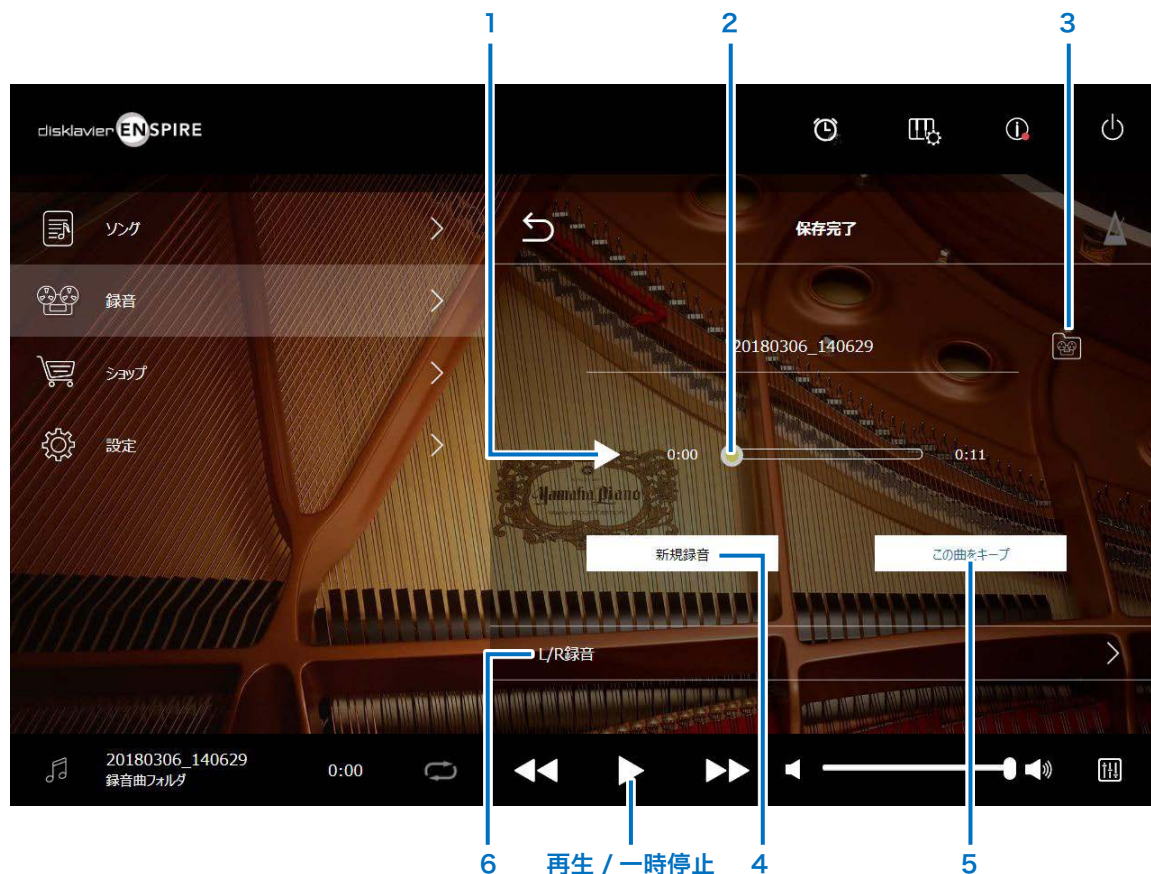 1
2
3
disklavier ENSPIRE
ソング
録音
ショップ
設定
保存完了
20180306_140629
0:00
0:11
Yamaha Piano
新規録音
この曲をキープ
L/R録音
20180306_140629
録音曲フォルダ
0:00
6
再生 / 一時停止
4
5